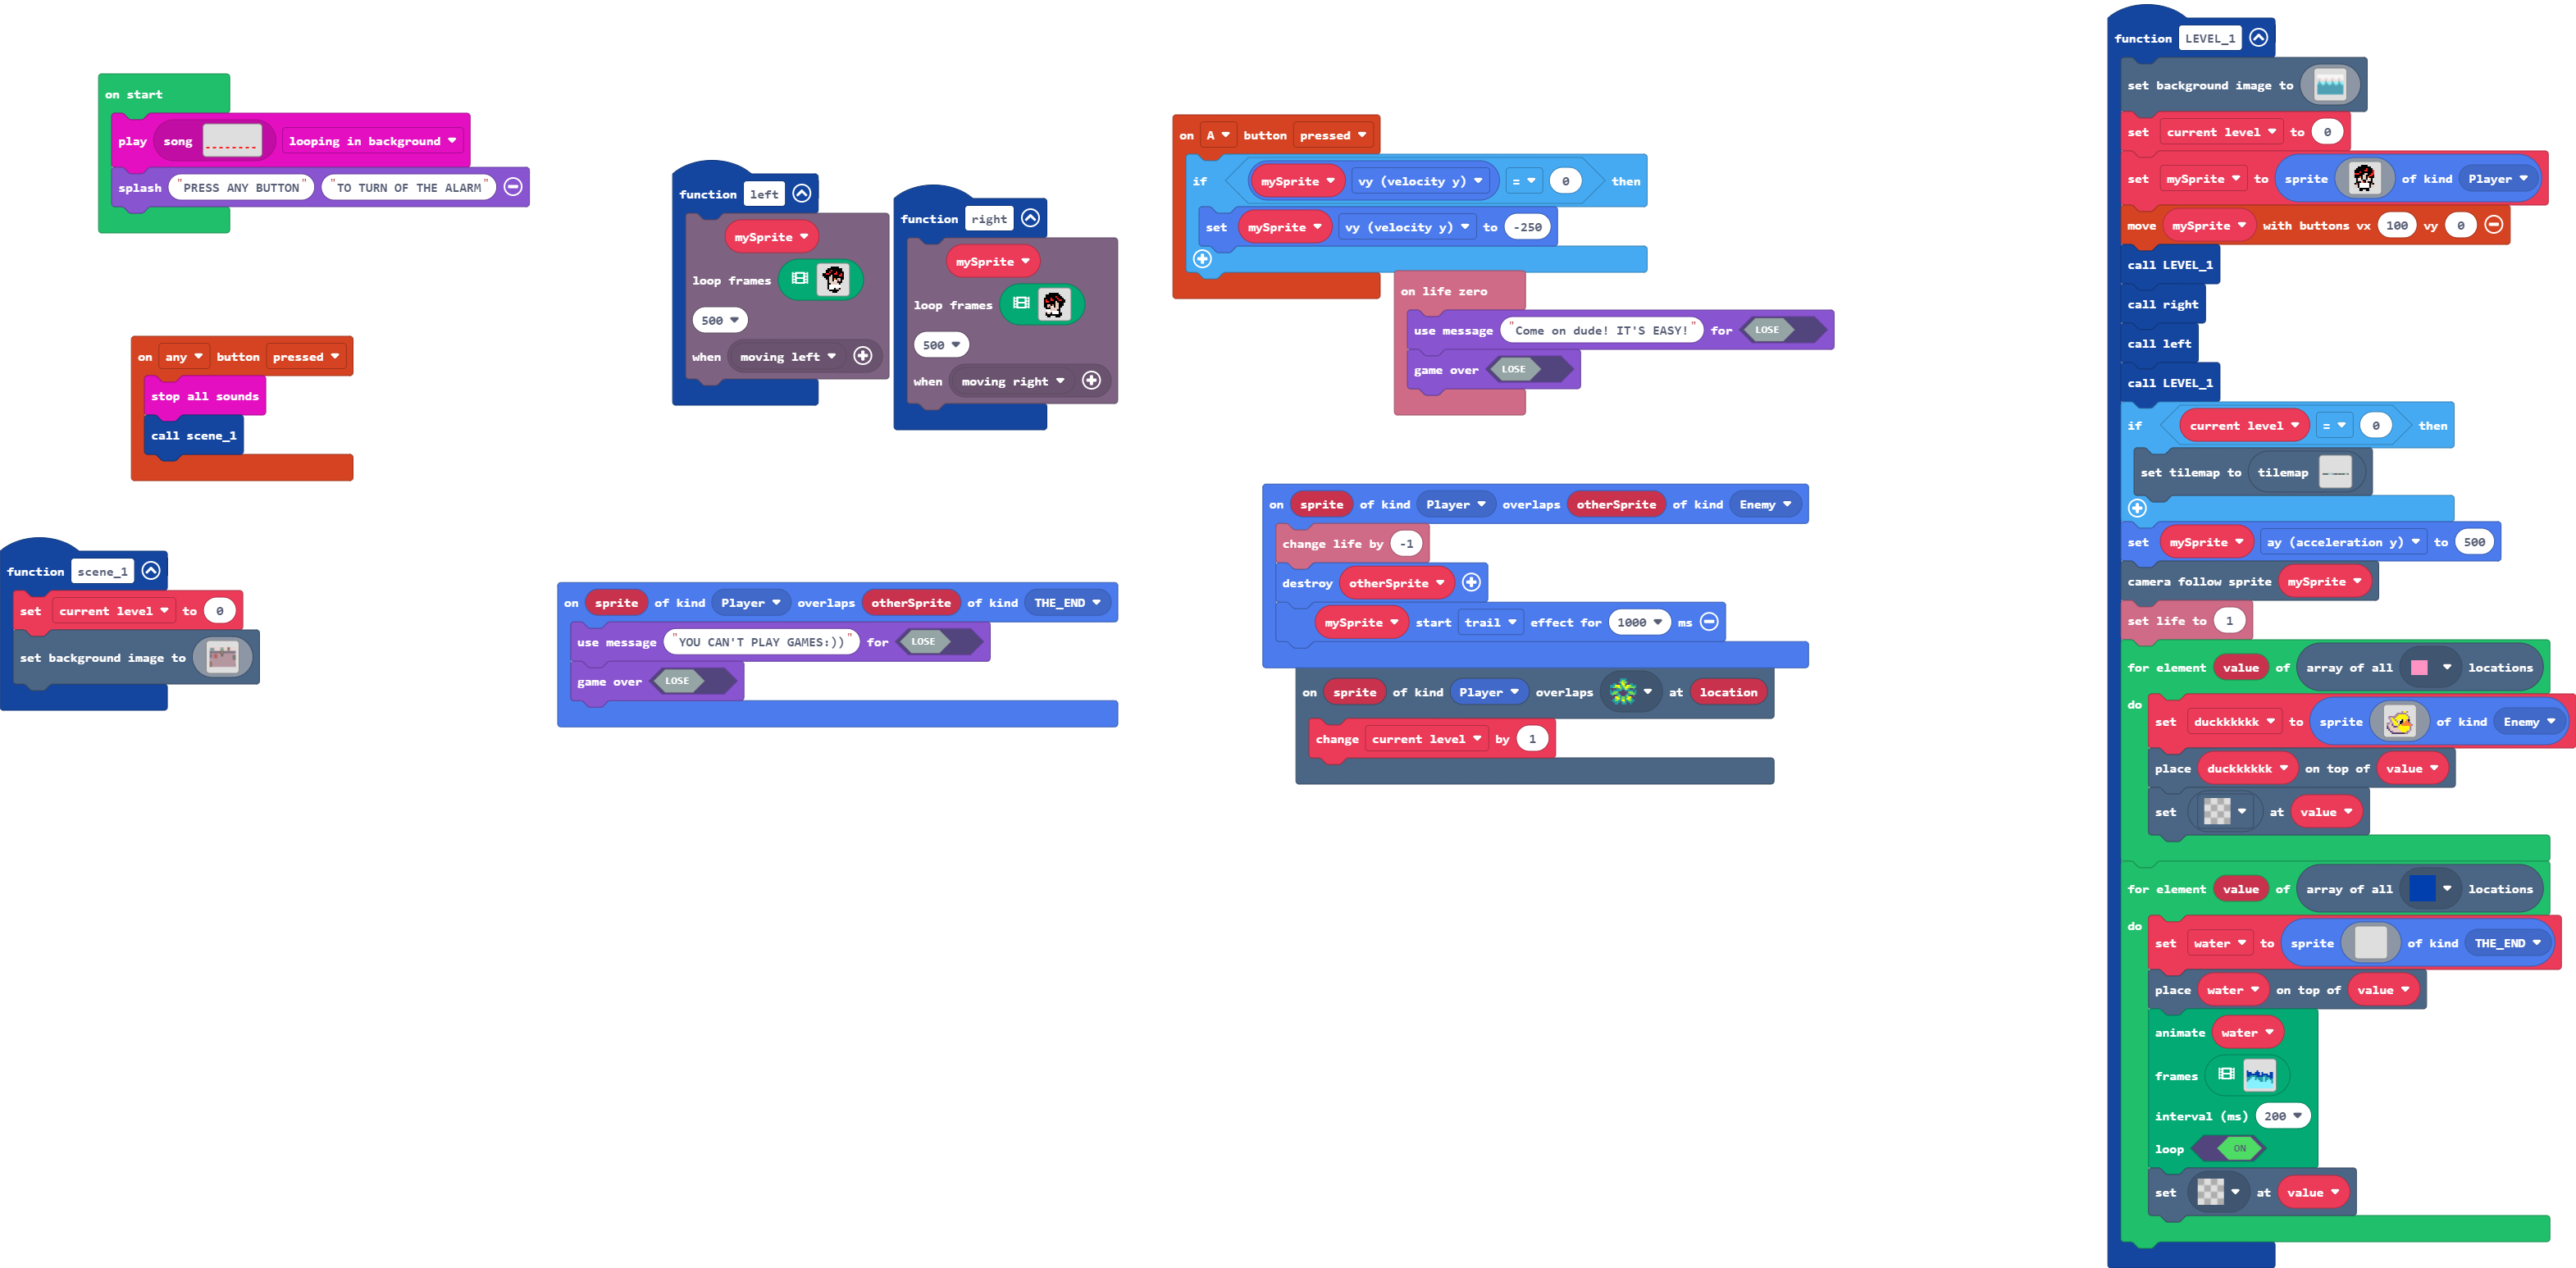 on start
play song looping in background
splash "PRESS ANY BUTTON" "TO TURN OF THE ALARM"
on any button pressed
stop all sounds
call scene_1
function scene_1
set current level to 0
set background image to
function left
mySprite
loop frames
500
when moving left
function right
mySprite
loop frames
500
when moving right
on sprite of kind Player overlaps otherSprite of kind THE_END
use message "YOU CAN'T PLAY GAMES:))" for LOSE
game over LOSE
on A button pressed
if mySprite vy (velocity y) = 0 then
set mySprite vy (velocity y) to -250
on life zero
use message "Come on dude! IT'S EASY!" for LOSE
game over LOSE
on sprite of kind Player overlaps otherSprite of kind Enemy
change life by -1
destroy otherSprite
mySprite start trail effect for 1000 ms
on sprite of kind Player overlaps at location
change current level by 1
function LEVEL_1
set background image to
set current level to 0
set mySprite to sprite of kind Player
move mySprite with buttons vx 100 vy 0
call LEVEL_1
call right
call left
call LEVEL_1
if current level = 0 then
set tilemap to tilemap
set mySprite ay (acceleration y) to 500
camera follow sprite mySprite
set life to 1
for element value of array of all locations
do
set duckkkkkk to sprite of kind Enemy
place duckkkkkk on top of value
set at value
for element value of array of all locations
do
set water to sprite of kind THE_END
place water on top of value
animate water
frames
interval (ms) 200
loop ON
set at value